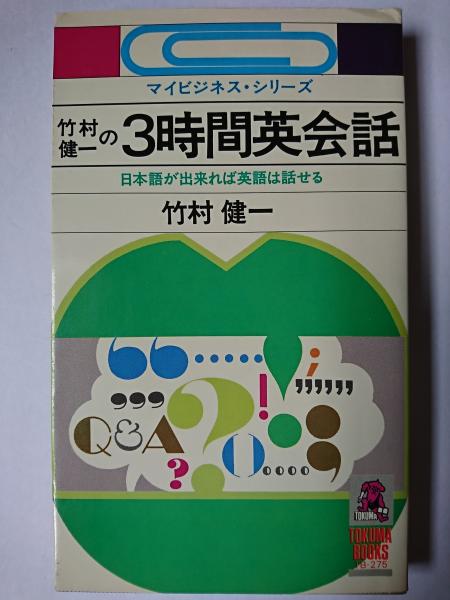 マイビジネス・シリーズ
竹村健一の3時間英会話
日本語が出来れば英語は話せる
竹村 健一
Q&A
TOKUMA
TOKUMA
BOOKS